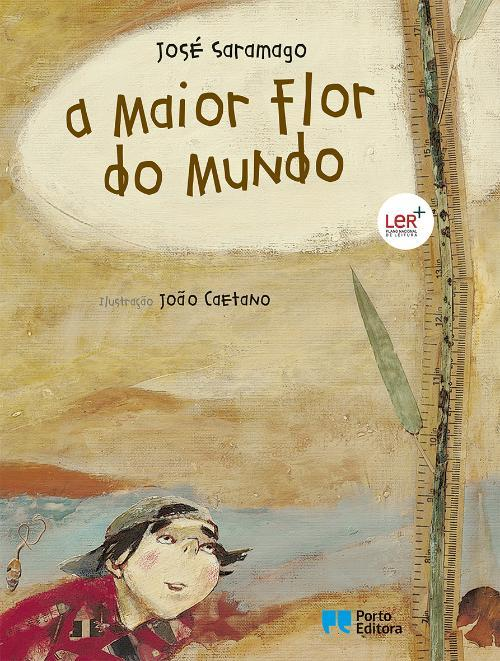 José Saramago
A MAIOR FLOR
DO MUNDO
LER+
PLANO NACIONAL
DE LEITURA
Ilustração João Caetano
Porto
Editora